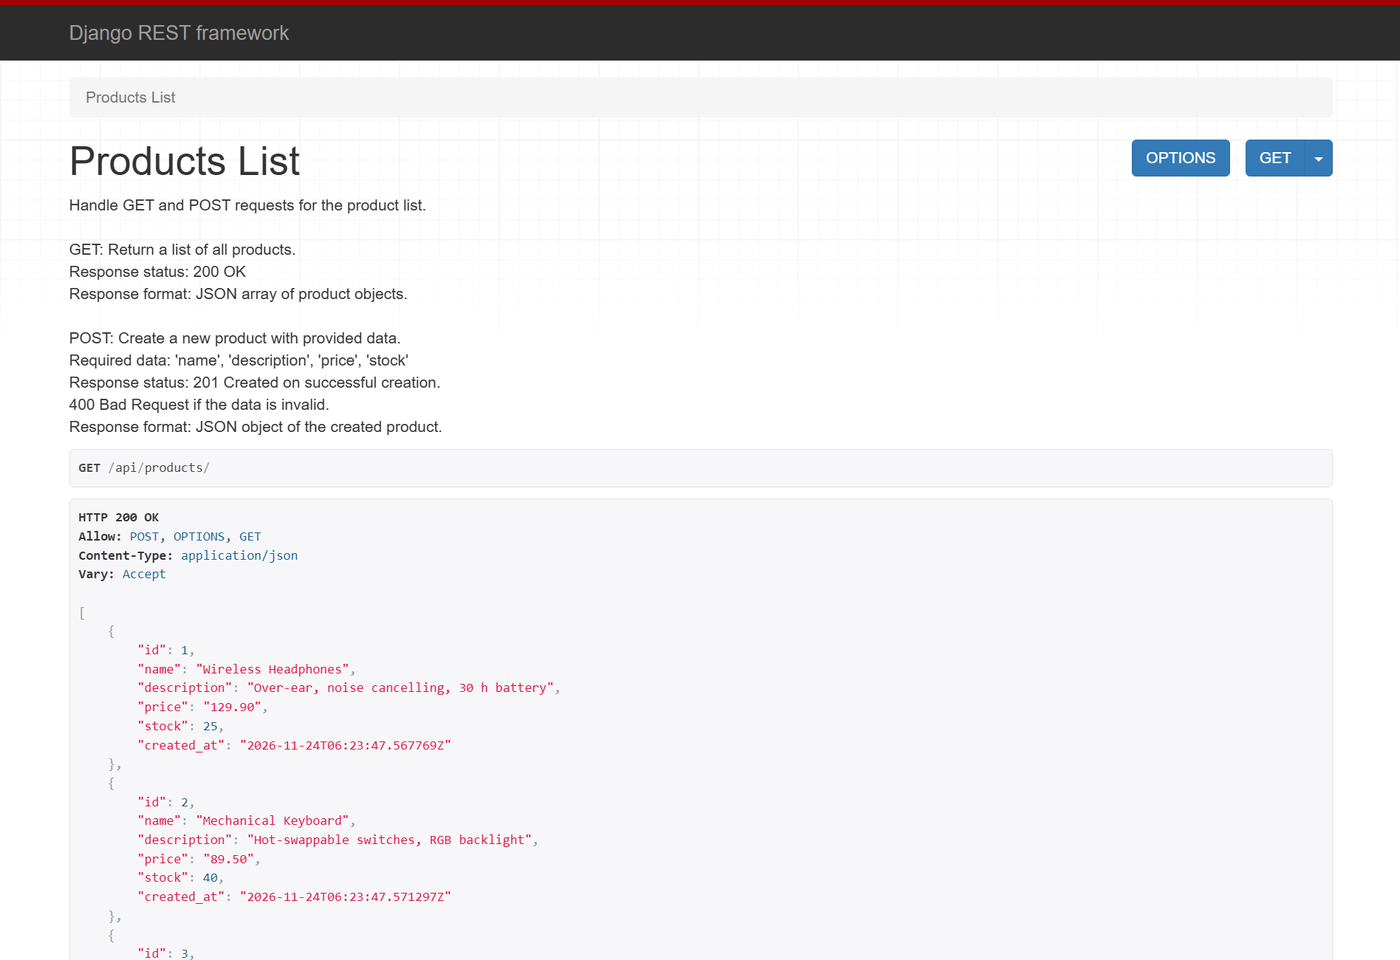 Django REST framework
Products List
Products List
OPTIONS
GET
Handle GET and POST requests for the product list.
GET: Return a list of all products.
Response status: 200 OK
Response format: JSON array of product objects.
POST: Create a new product with provided data.
Required data: 'name', 'description', 'price', 'stock'
Response status: 201 Created on successful creation.
400 Bad Request if the data is invalid.
Response format: JSON object of the created product.
GET /api/products/
HTTP 200 OK
Allow: POST, OPTIONS, GET
Content-Type: application/json
Vary: Accept
[
    {
        "id": 1,
        "name": "Wireless Headphones",
        "description": "Over-ear, noise cancelling, 30 h battery",
        "price": "129.90",
        "stock": 25,
        "created_at": "2026-11-24T06:23:47.567769Z"
    },
    {
        "id": 2,
        "name": "Mechanical Keyboard",
        "description": "Hot-swappable switches, RGB backlight",
        "price": "89.50",
        "stock": 40,
        "created_at": "2026-11-24T06:23:47.571297Z"
    },
    {
        "id": 3,